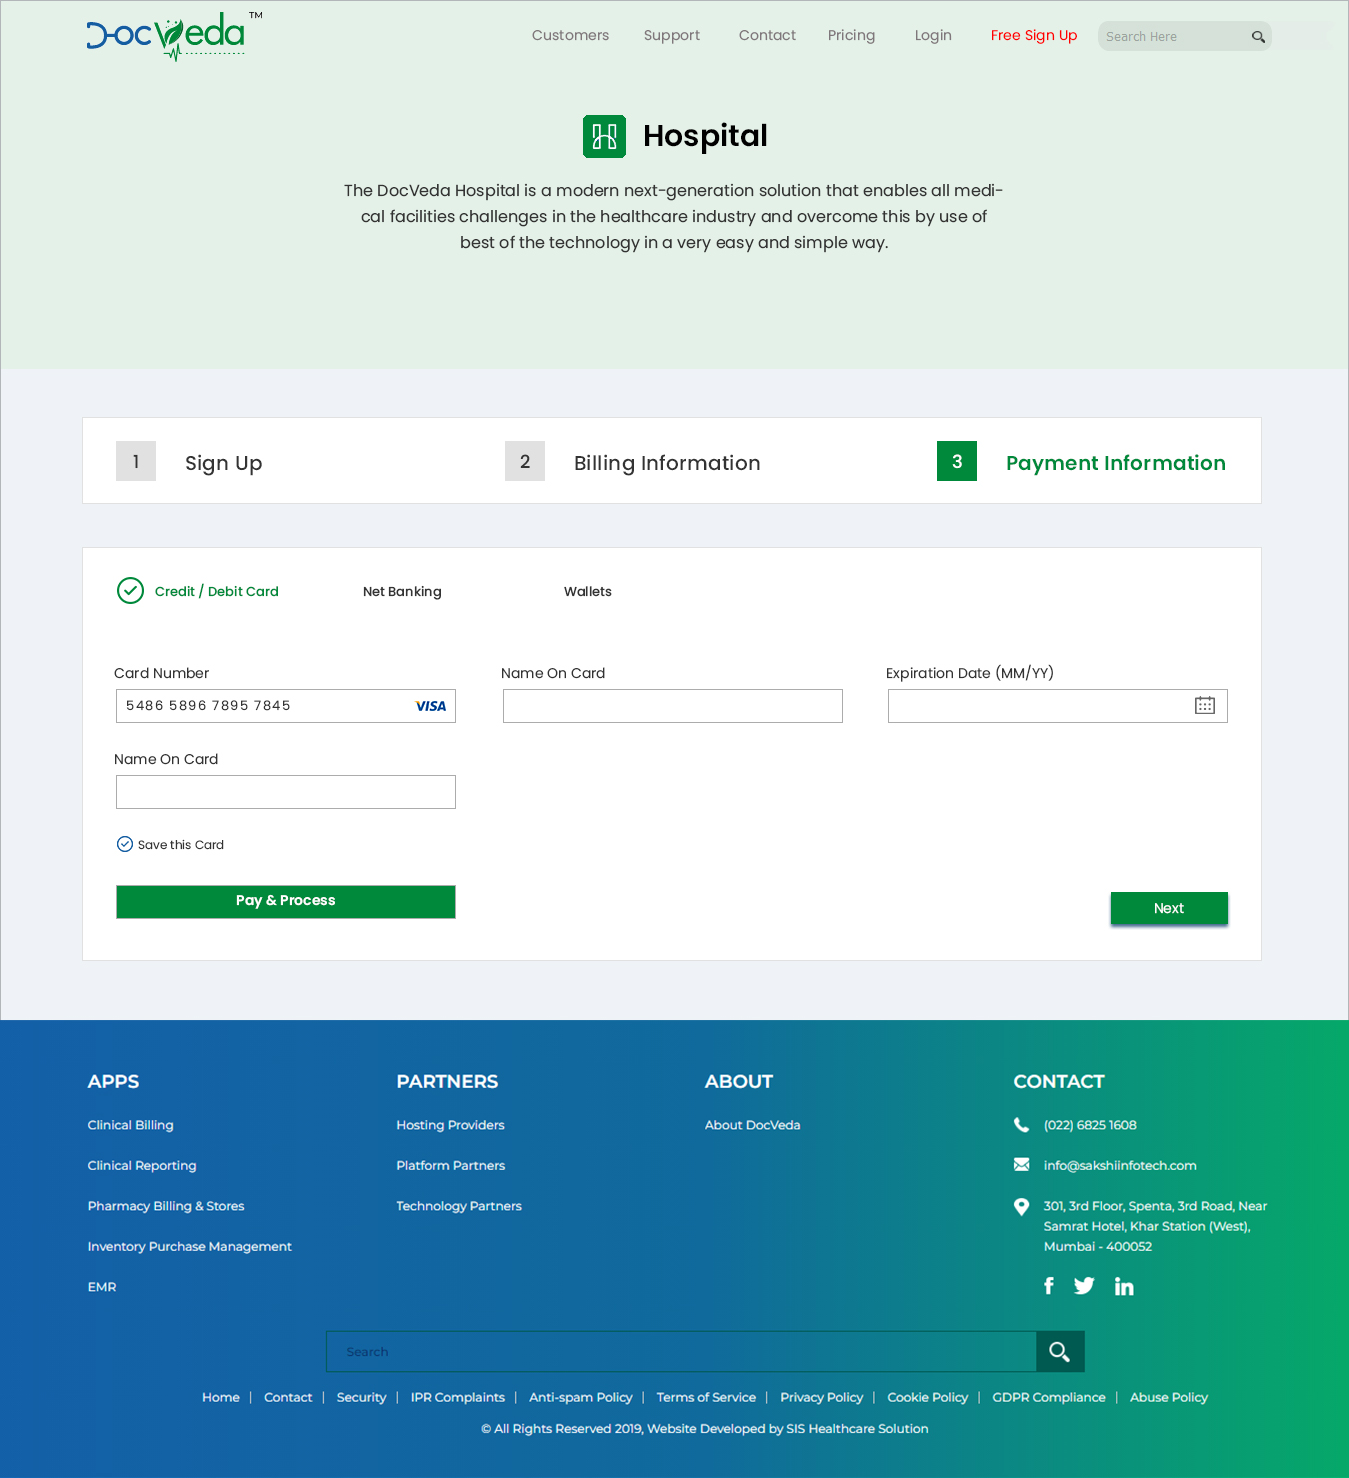 DocVeda TM
Customers Support Contact Pricing Login Free Sign Up Search Here
Hospital
The DocVeda Hospital is a modern next-generation solution that enables all medi-
cal facilities challenges in the healthcare industry and overcome this by use of
best of the technology in a very easy and simple way.
1 Sign Up 2 Billing Information 3 Payment Information
Credit / Debit Card Net Banking Wallets
Card Number Name On Card Expiration Date (MM/YY)
5486 5896 7895 7845 VISA
Name On Card
Save this Card
Pay & Process
Next
APPS PARTNERS ABOUT CONTACT
Clinical Billing Hosting Providers About DocVeda (022) 6825 1608
Clinical Reporting Platform Partners info@sakshiinfotech.com
Pharmacy Billing & Stores Technology Partners 301, 3rd Floor, Spenta, 3rd Road, Near
Samrat Hotel, Khar Station (West),
Inventory Purchase Management Mumbai - 400052
EMR f in
Search
Home | Contact | Security | IPR Complaints | Anti-spam Policy | Terms of Service | Privacy Policy | Cookie Policy | GDPR Compliance | Abuse Policy
© All Rights Reserved 2019, Website Developed by SIS Healthcare Solution